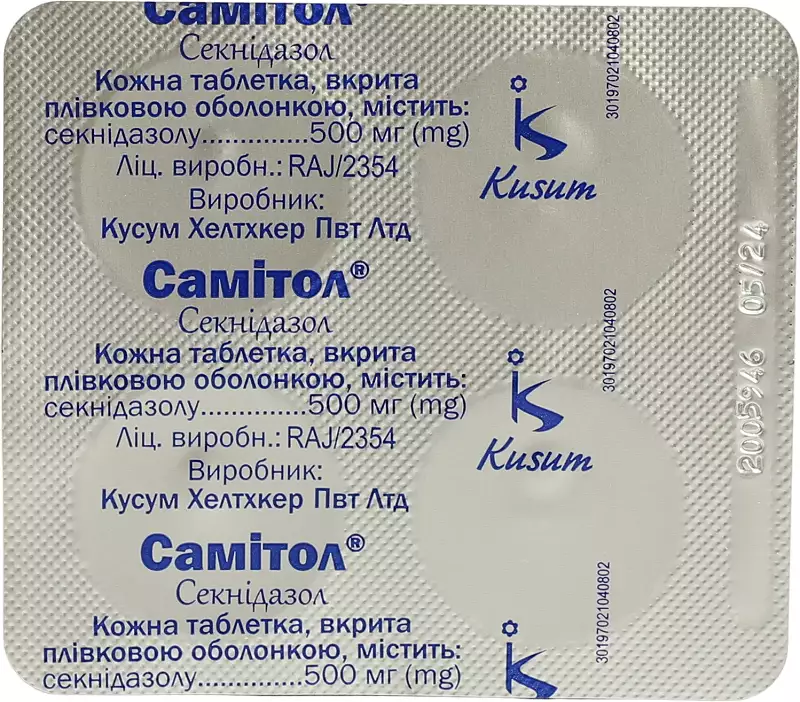 Самітол
Секнідазол
Кожна таблетка, вкрита
плівковою оболонкою, містить:
секнідазолу..............500 мг (mg)
Ліц. виробн.: RAJ/2354
Виробник:
Кусум Хелтхкер Пвт Лтд
Kusum
30197021040802
Самітол®
Секнідазол
Кожна таблетка, вкрита
плівковою оболонкою, містить:
секнідазолу..............500 мг (mg)
Ліц. виробн.: RAJ/2354
Виробник:
Кусум Хелтхкер Пвт Лтд
Kusum
30197021040802
Самітол®
Секнідазол
Кожна таблетка, вкрита
плівковою оболонкою, містить:
секнідазолу..............500 мг (mg)
30197021040802
2005946 05/24